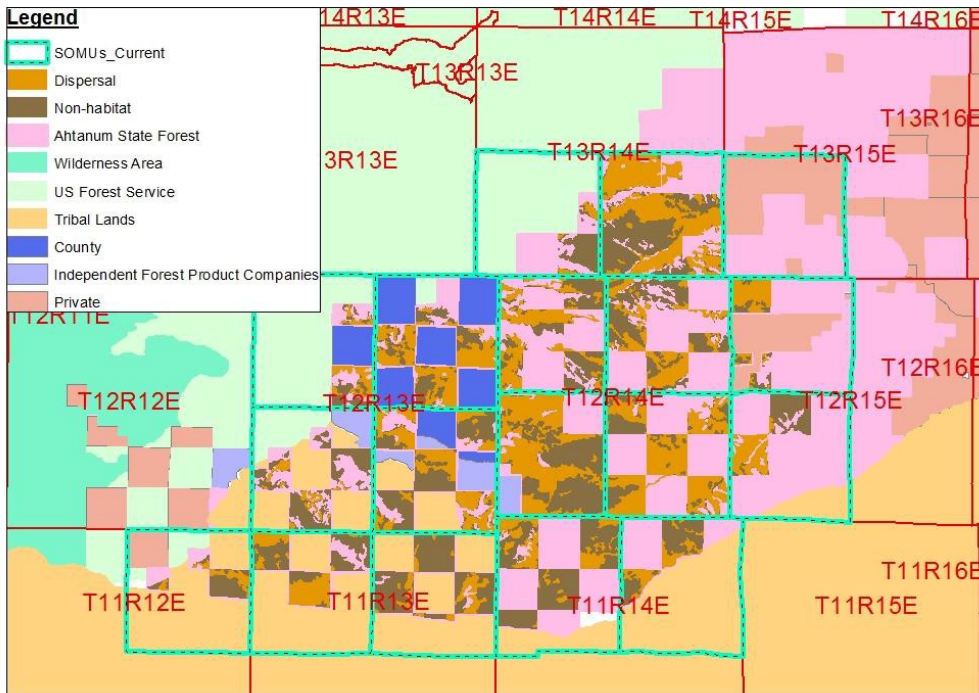 Legend
SOMUs_Current
Dispersal
Non-habitat
Ahtanum State Forest
Wilderness Area
US Forest Service
Tribal Lands
County
Independent Forest Product Companies
Private
T14R13E
T14R14E
T14R15E
T14R16E
T13R13E
T13R16E
3R13E
T13R14E
T13R15E
T12R11E
T12R12E
T12R13E
T12R14E
T12R15E
T12R16E
T11R12E
T11R13E
T11R14E
T11R15E
T11R16E